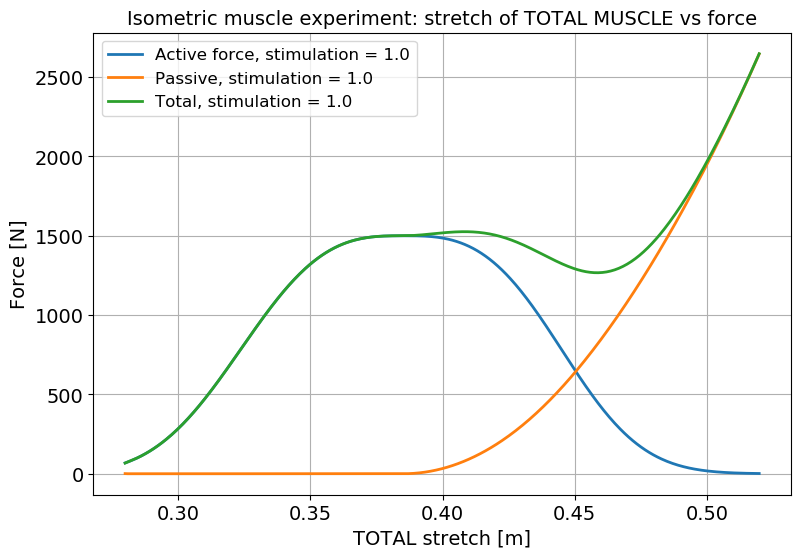 Isometric muscle experiment: stretch of TOTAL MUSCLE vs force
Active force, stimulation = 1.0
Passive, stimulation = 1.0
Total, stimulation = 1.0
2500
2000
1500
1000
500
0
Force [N]
0.30 0.35 0.40 0.45 0.50
TOTAL stretch [m]